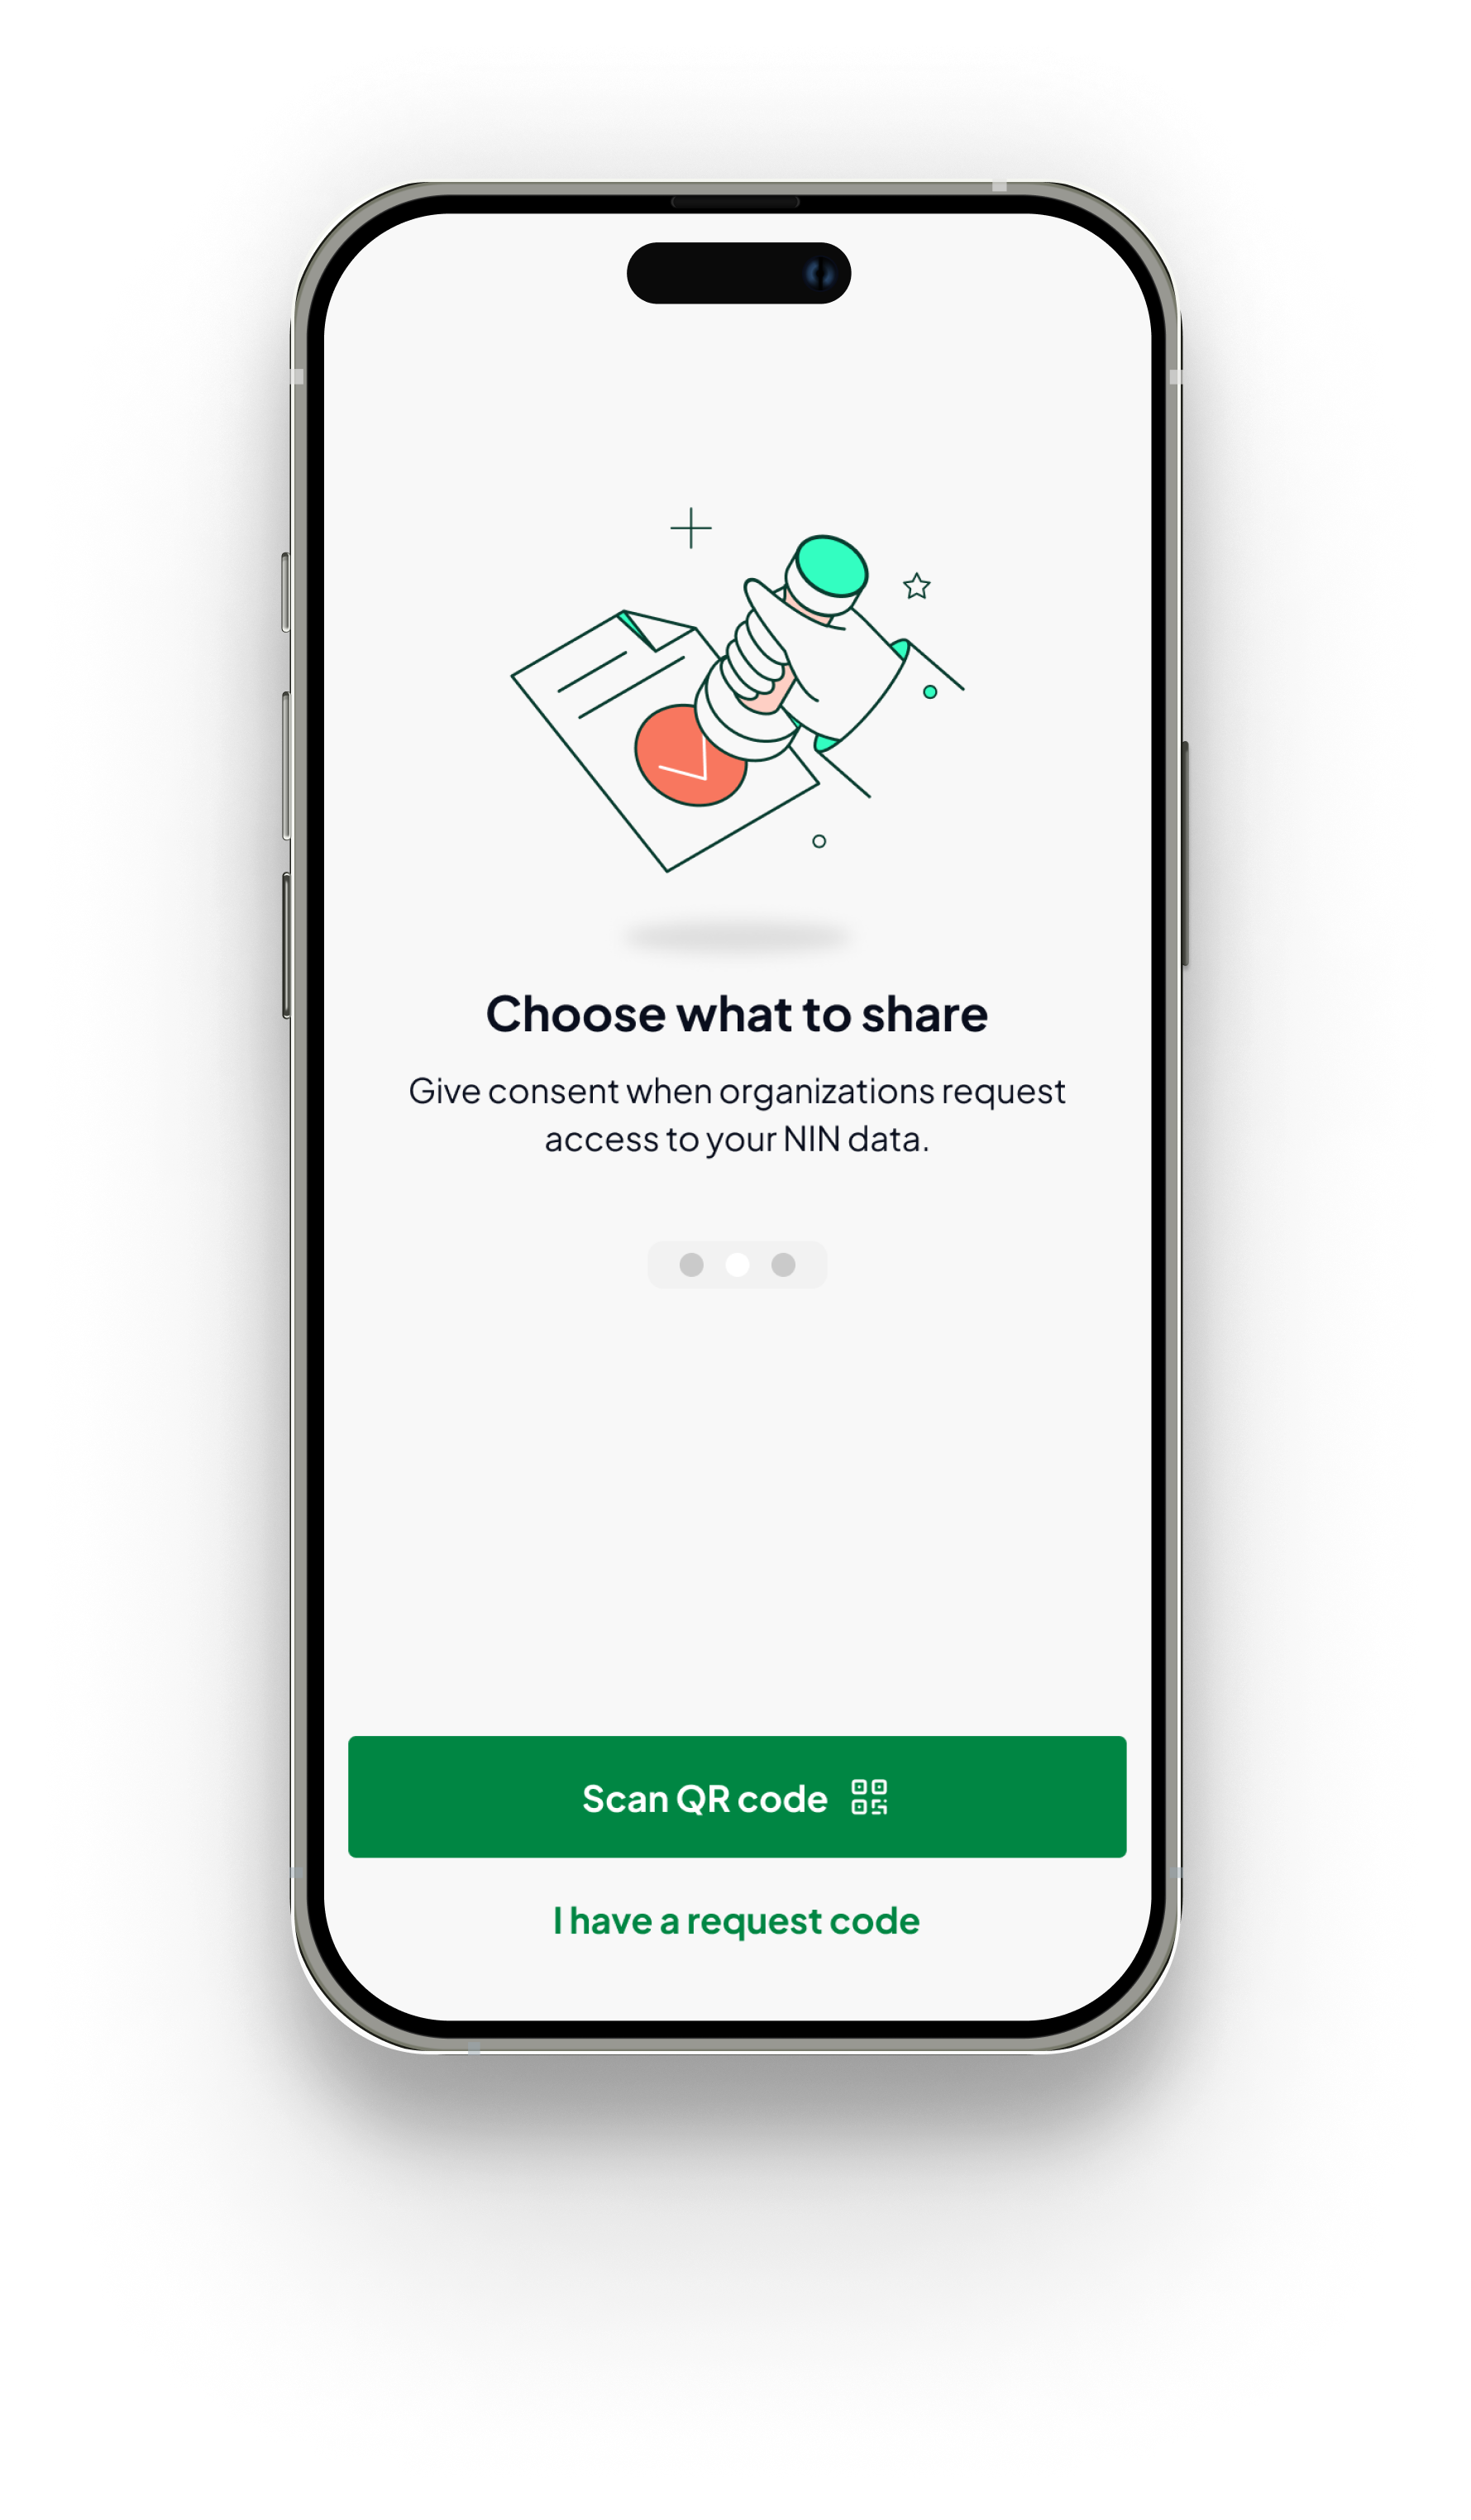 Choose what to share
Give consent when organizations request
access to your NIN data.
Scan QR code
I have a request code